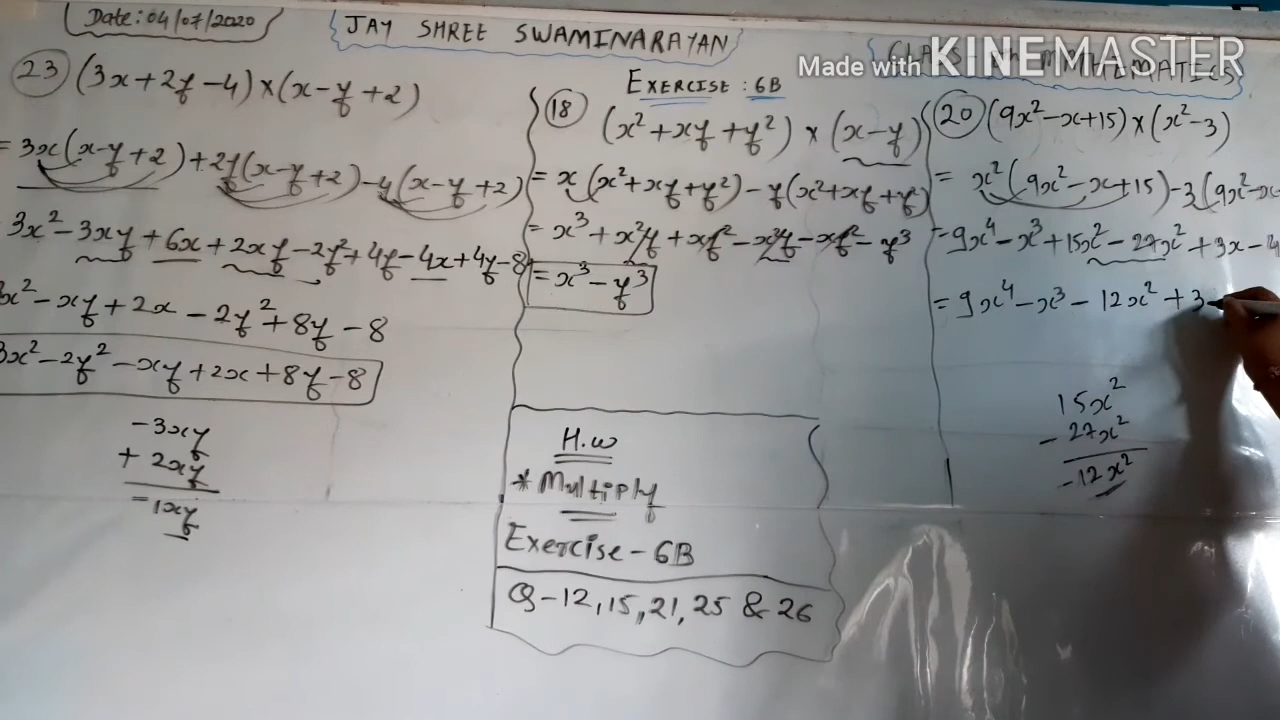 Date: 04/07/2020
JAY SHREE SWAMINARAYAN
Made with KINEMASTER
CLASS MATHEMATICS
EXERCISE : 6B
23 (3x+2y-4)×(x-y+2)
= 3x(x-y+2)+2y(x-y+2)-4(x-y+2)
3x²-3xy+6x+2xy-2y²+4y-4x+4y-8
3x²-xy+2x-2y²+8y-8
3x²-2y²-xy+2x+8y-8
-3xy
+ 2xy
-1xy
18 (x²+xy+y²) × (x-y)
= x(x²+xy+y²)-y(x²+xy+y²)
= x³+x²y+xy²-x²y-xy²-y³
= x³-y³
H.w
* Multiply
Exercise-6B
Q-12,15,21,25 & 26
20 (9x²-x+15)×(x²-3)
= x²(9x²-x+15)-3(9x²-x
=9x⁴-x³+15x²-27x²+3x-4
= 9x⁴-x³-12x²+3
15x²
- 27x²
-12x²